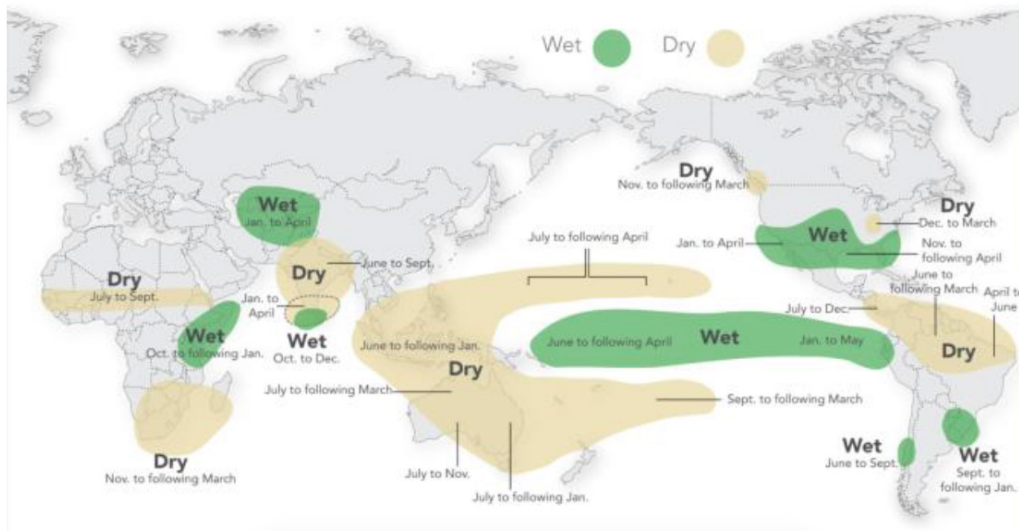 Wet
Dry
Dry
Nov. to following March
Dry
Dec. to March
Wet
Jan. to April
July to following April
Jan. to April
Wet
Nov. to
following April
Dry
June to Sept.
June to
following March
April to
June
Dry
July to Sept.
Jan. to
April
July to Dec.
Wet
Oct. to following Jan.
Wet
Oct. to Dec.
June to following Jan.
June to following April
Wet
Jan. to May
Dry
Dry
July to following March
Sept. to following March
Dry
Nov. to following March
July to Nov.
July to following Jan.
Wet
June to Sept.
Wet
Sept. to
following Jan.